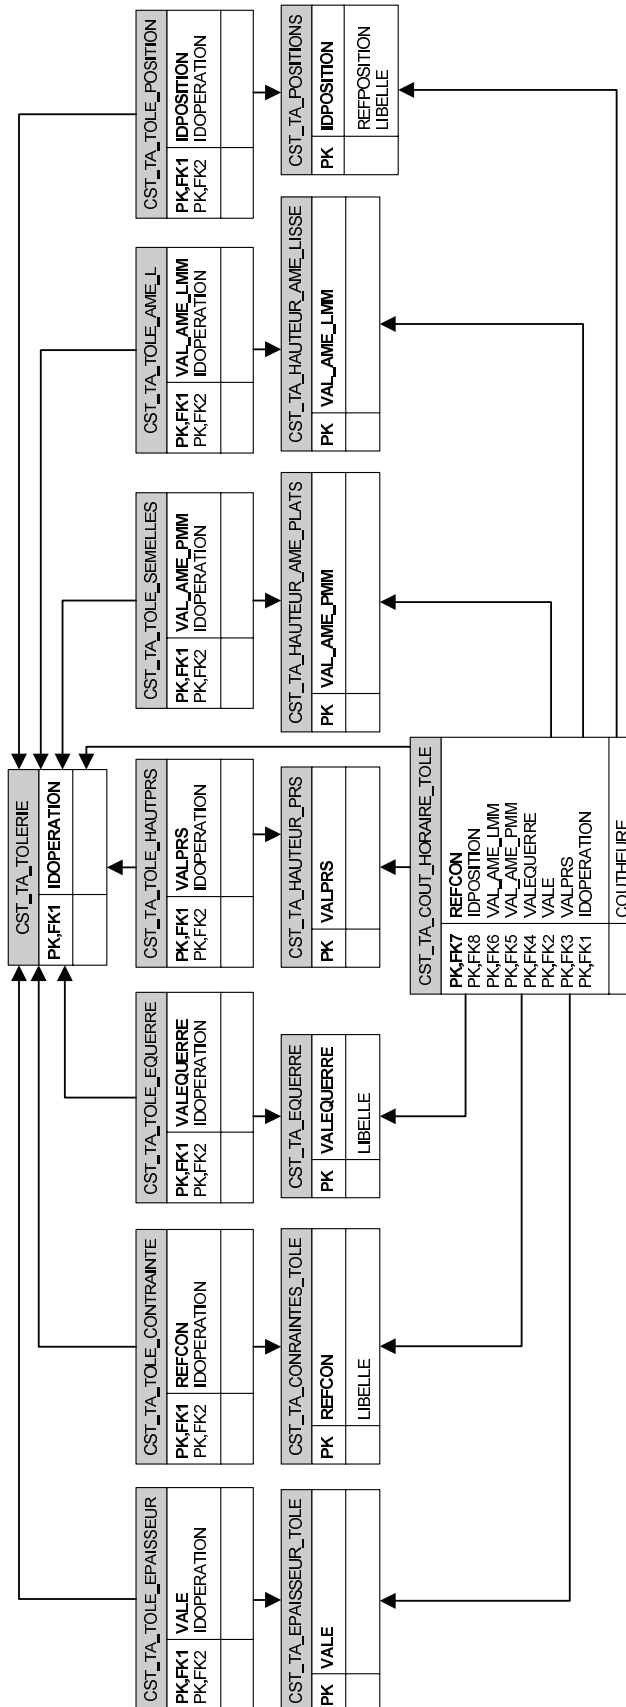 CST_TA_TOLERIE
PK,FK1 IDOPERATION
CST_TA_TOLE_EPAISSEUR
PK,FK1 VALE
PK,FK2 IDOPERATION
CST_TA_TOLE_CONTRAINTE
PK,FK1 REFCON
PK,FK2 IDOPERATION
CST_TA_TOLE_EQUERRE
PK,FK1 VALEQUERRE
PK,FK2 IDOPERATION
CST_TA_TOLE_HAUTPRS
PK,FK1 VALPRS
PK,FK2 IDOPERATION
CST_TA_TOLE_SEMELLES
PK,FK1 VAL_AME_PMM
PK,FK2 IDOPERATION
CST_TA_TOLE_AME_L
PK,FK1 VAL_AME_LMM
PK,FK2 IDOPERATION
CST_TA_TOLE_POSITION
PK,FK1 IDPOSITION
PK,FK2 IDOPERATION
CST_TA_EPAISSEUR_TOLE
PK VALE
CST_TA_CONRAINTES_TOLE
PK REFCON
LIBELLE
CST_TA_EQUERRE
PK VALEQUERRE
LIBELLE
CST_TA_HAUTEUR_PRS
PK VALPRS
CST_TA_HAUTEUR_AME_PLATS
PK VAL_AME_PMM
CST_TA_HAUTEUR_AME_LISSE
PK VAL_AME_LMM
CST_TA_POSITIONS
PK IDPOSITION
REFPOSITION
LIBELLE
CST_TA_COUT_HORAIRE_TOLE
PK,FK7 REFCON
PK,FK8 IDPOSITION
PK,FK6 VAL_AME_LMM
PK,FK5 VAL_AME_PMM
PK,FK4 VALEQUERRE
PK,FK2 VALE
PK,FK3 VALPRS
PK,FK1 IDOPERATION
COUTHEURE